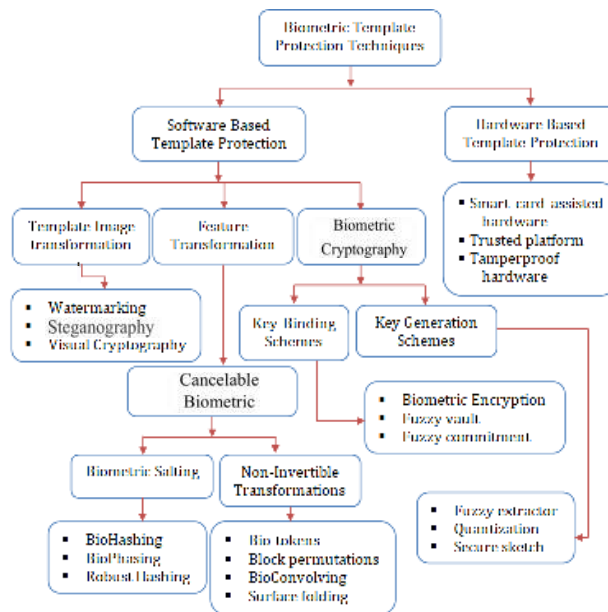 Biometric Template
Protection Techniques
Software Based
Template Protection
Hardware Based
Template Protection
Template Image
transformation
Feature
Transformation
Biometric
Cryptography
▪ Smart card assisted
hardware
▪ Trusted platform
▪ Tamperproof
hardware
▪ Watermarking
▪ Steganography
▪ Visual Cryptography
Key Binding
Schemes
Key Generation
Schemes
Cancelable
Biometric
▪ Biometric Encryption
▪ Fuzzy vault
▪ Fuzzy commitment
Biometric Salting
Non-Invertible
Transformations
▪ BioHashing
▪ BioPhasing
▪ Robust Hashing
▪ Bio tokens
▪ Block permutations
▪ BioConvolving
▪ Surface folding
▪ Fuzzy extractor
▪ Quantization
▪ Secure sketch